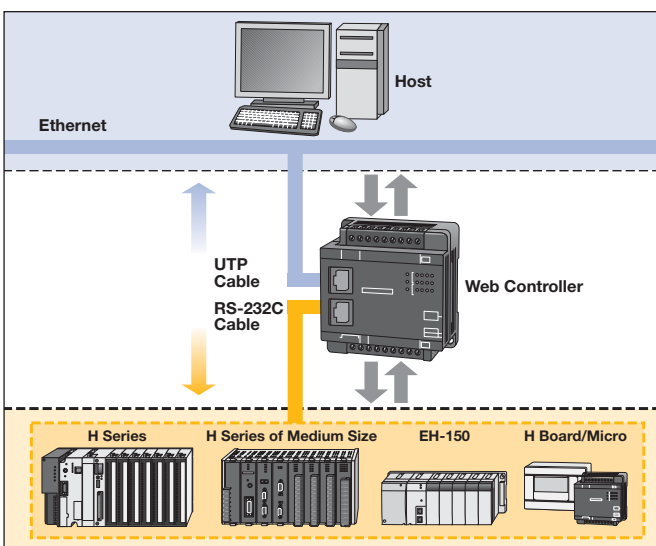 Host
Ethernet
UTP
Cable
RS-232C
Cable
Web Controller
H Series
H Series of Medium Size
EH-150
H Board/Micro